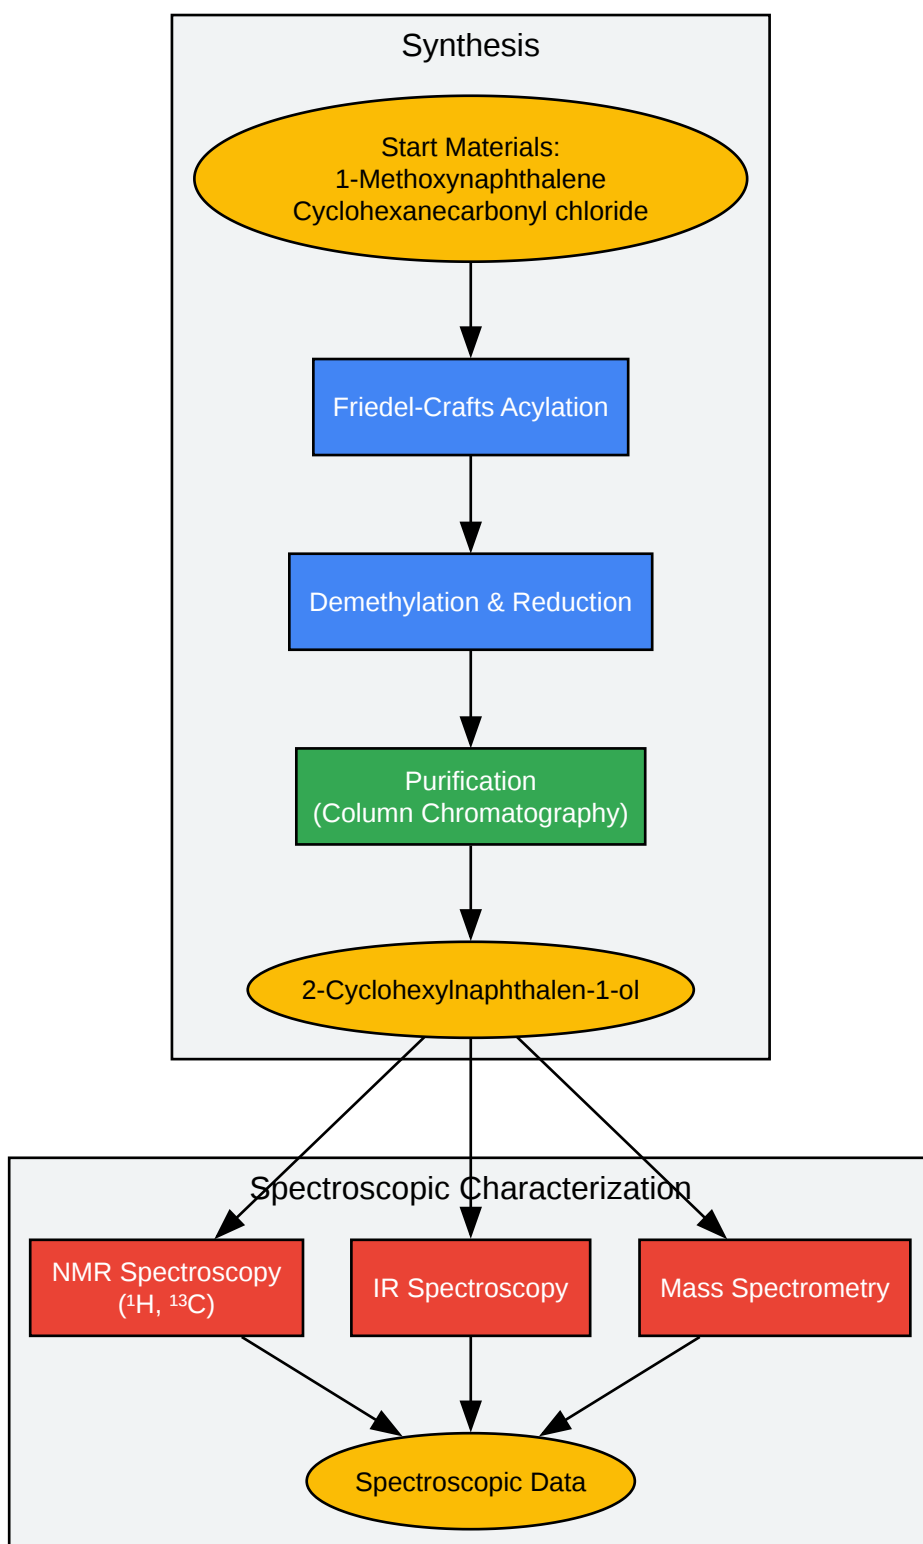 Synthesis
Start Materials:
1-Methoxynaphthalene
Cyclohexanecarbonyl chloride
Friedel-Crafts Acylation
Demethylation & Reduction
Purification
(Column Chromatography)
2-Cyclohexylnaphthalen-1-ol
Spectroscopic Characterization
NMR Spectroscopy
(¹H, ¹³C)
IR Spectroscopy
Mass Spectrometry
Spectroscopic Data